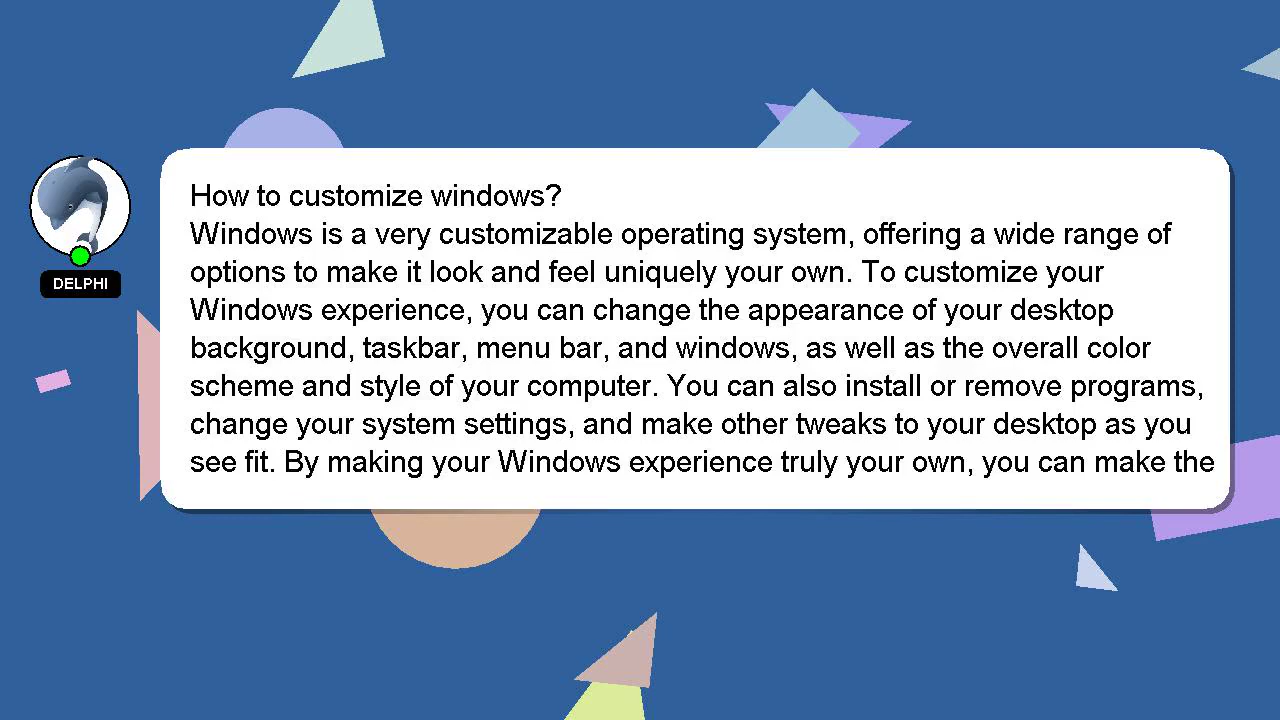 How to customize windows?
Windows is a very customizable operating system, offering a wide range of
options to make it look and feel uniquely your own. To customize your
Windows experience, you can change the appearance of your desktop
background, taskbar, menu bar, and windows, as well as the overall color
scheme and style of your computer. You can also install or remove programs,
change your system settings, and make other tweaks to your desktop as you
see fit. By making your Windows experience truly your own, you can make the
DELPHI